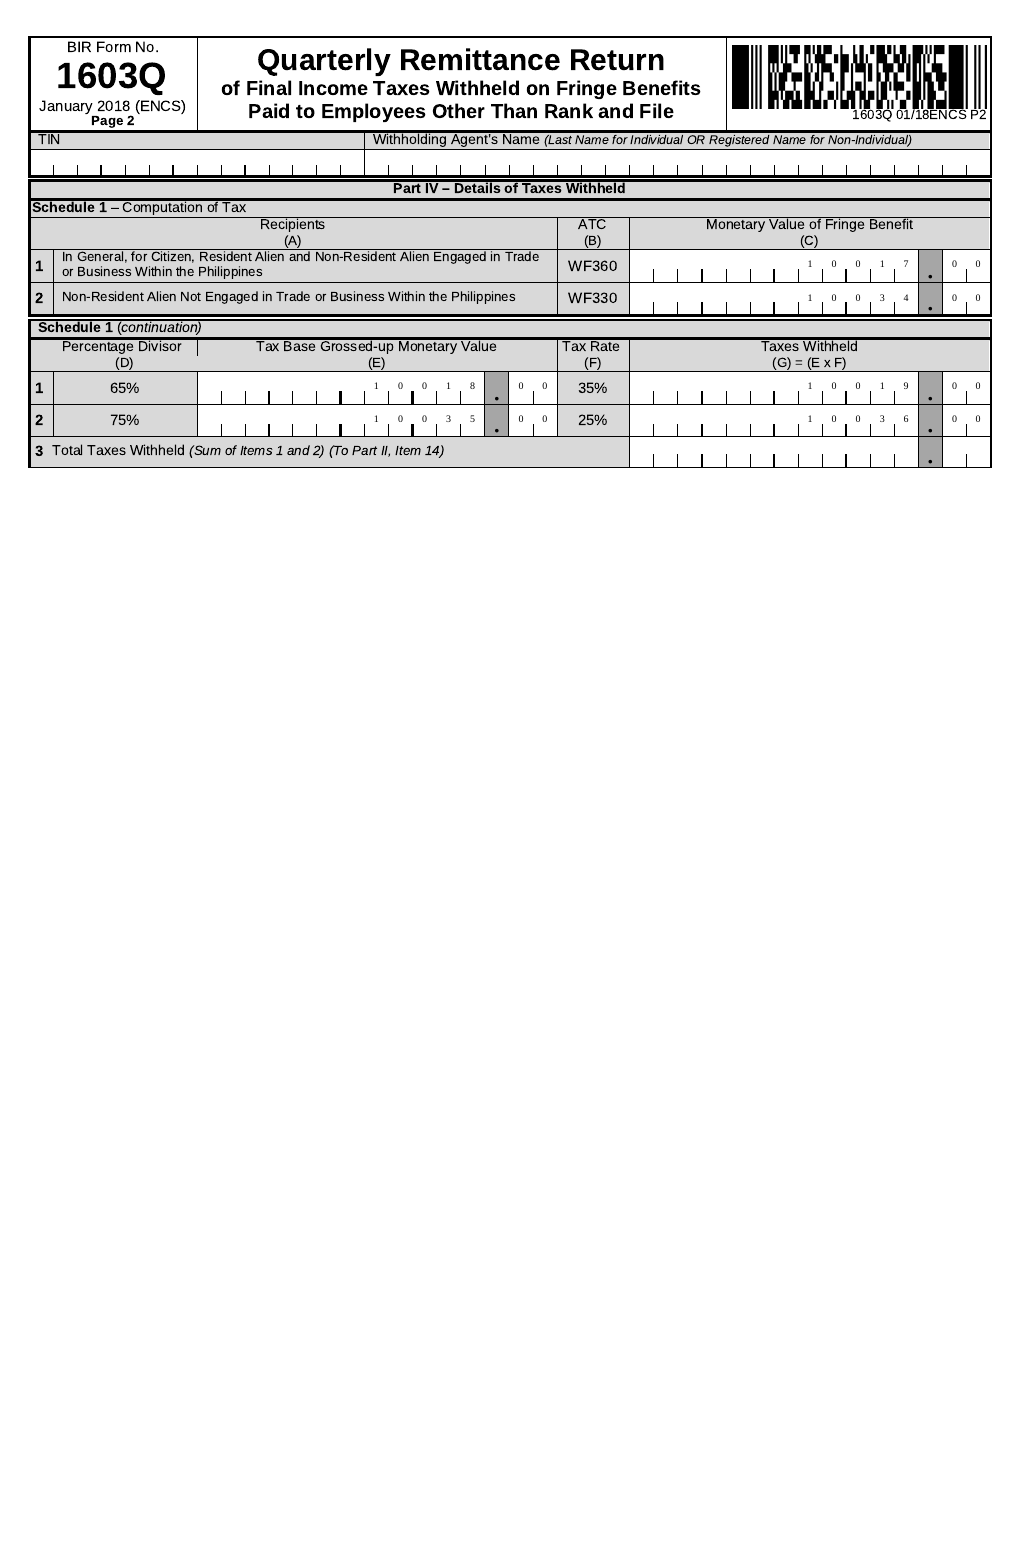 BIR Form No.
1603Q
January 2018 (ENCS)
Page 2
Quarterly Remittance Return
of Final Income Taxes Withheld on Fringe Benefits
Paid to Employees Other Than Rank and File
1603Q 01/18ENCS P2
TIN
Withholding Agent's Name (Last Name for Individual OR Registered Name for Non-Individual)
Part IV – Details of Taxes Withheld
Schedule 1 – Computation of Tax
Recipients
(A)
ATC
(B)
Monetary Value of Fringe Benefit
(C)
1 In General, for Citizen, Resident Alien and Non-Resident Alien Engaged in Trade
or Business Within the Philippines
WF360
1 0 0 1 7 . 0 0
2 Non-Resident Alien Not Engaged in Trade or Business Within the Philippines WF330 1 0 0 3 4 . 0 0
Schedule 1 (continuation)
Percentage Divisor
(D)
Tax Base Grossed-up Monetary Value
(E)
Tax Rate
(F)
Taxes Withheld
(G) = (E x F)
1 65% 1 0 0 1 8 . 0 0 35% 1 0 0 1 9 . 0 0
2 75% 1 0 0 3 5 . 0 0 25% 1 0 0 3 6 . 0 0
3 Total Taxes Withheld (Sum of Items 1 and 2) (To Part II, Item 14) .